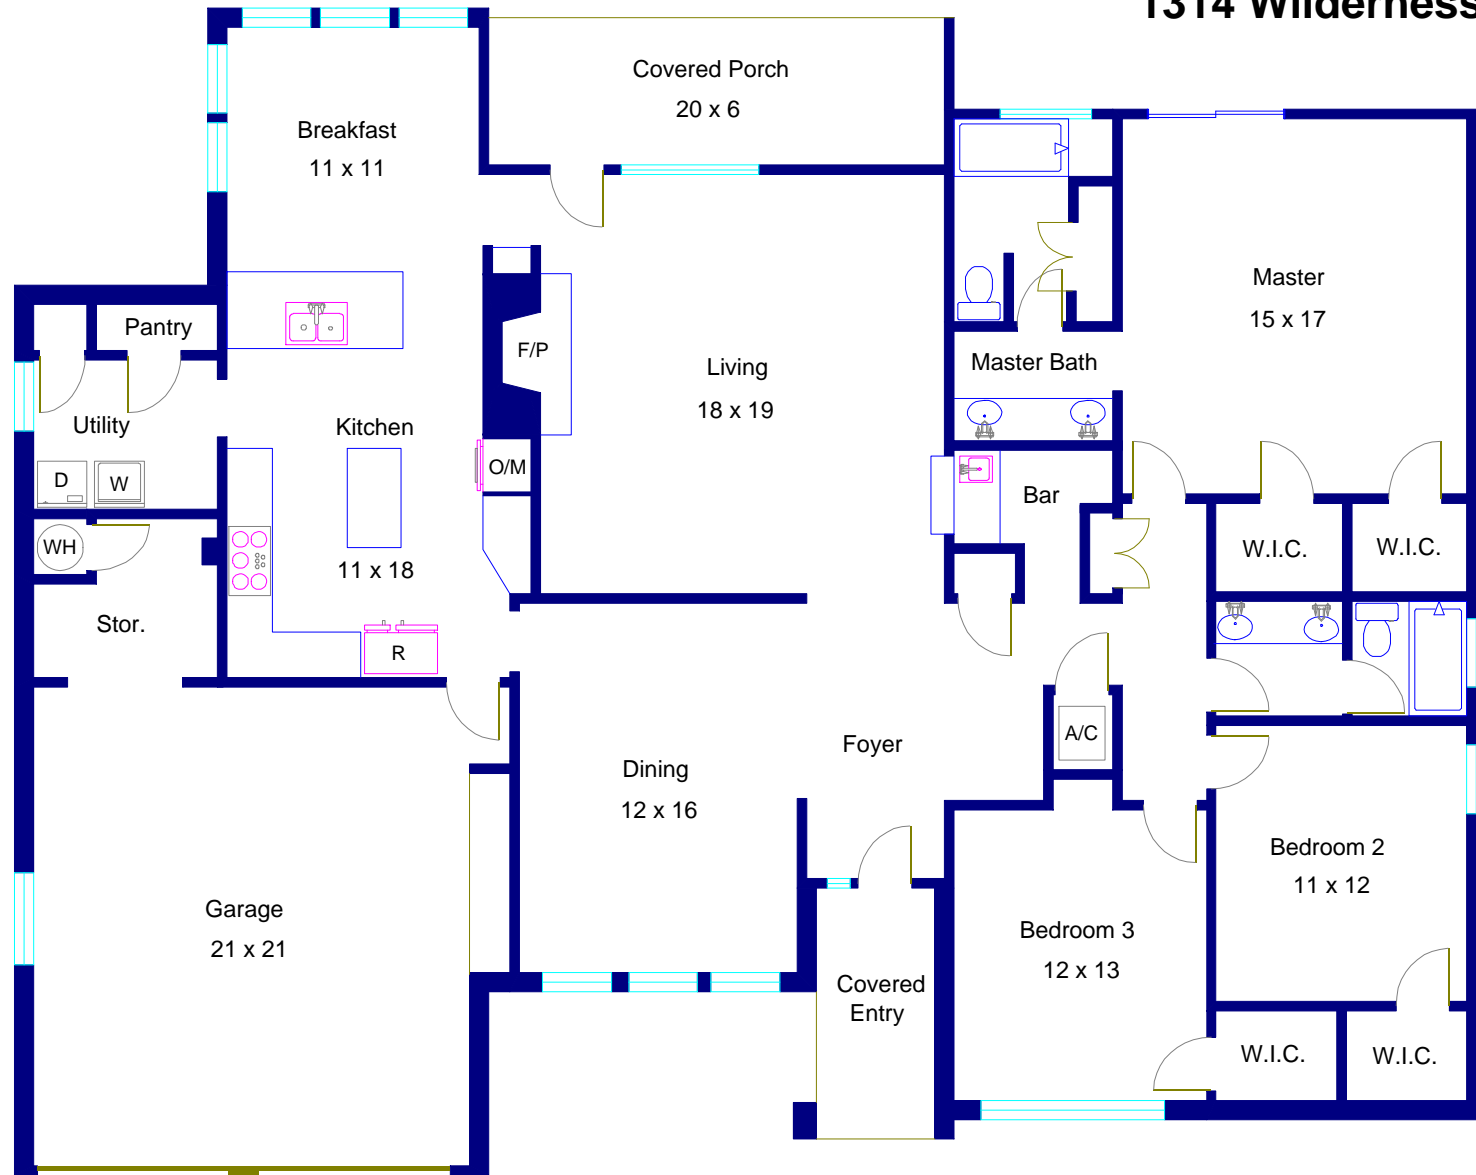 1314 Wilderness
Covered Porch
20 x 6
Breakfast
11 x 11
Master
15 x 17
Pantry
F/P
Living
18 x 19
Master Bath
Utility
Kitchen
D
W
O/M
Bar
WH
11 x 18
W.I.C.
W.I.C.
Stor.
R
A/C
Foyer
Dining
12 x 16
Bedroom 2
11 x 12
Garage
21 x 21
Bedroom 3
12 x 13
Covered
Entry
W.I.C.
W.I.C.